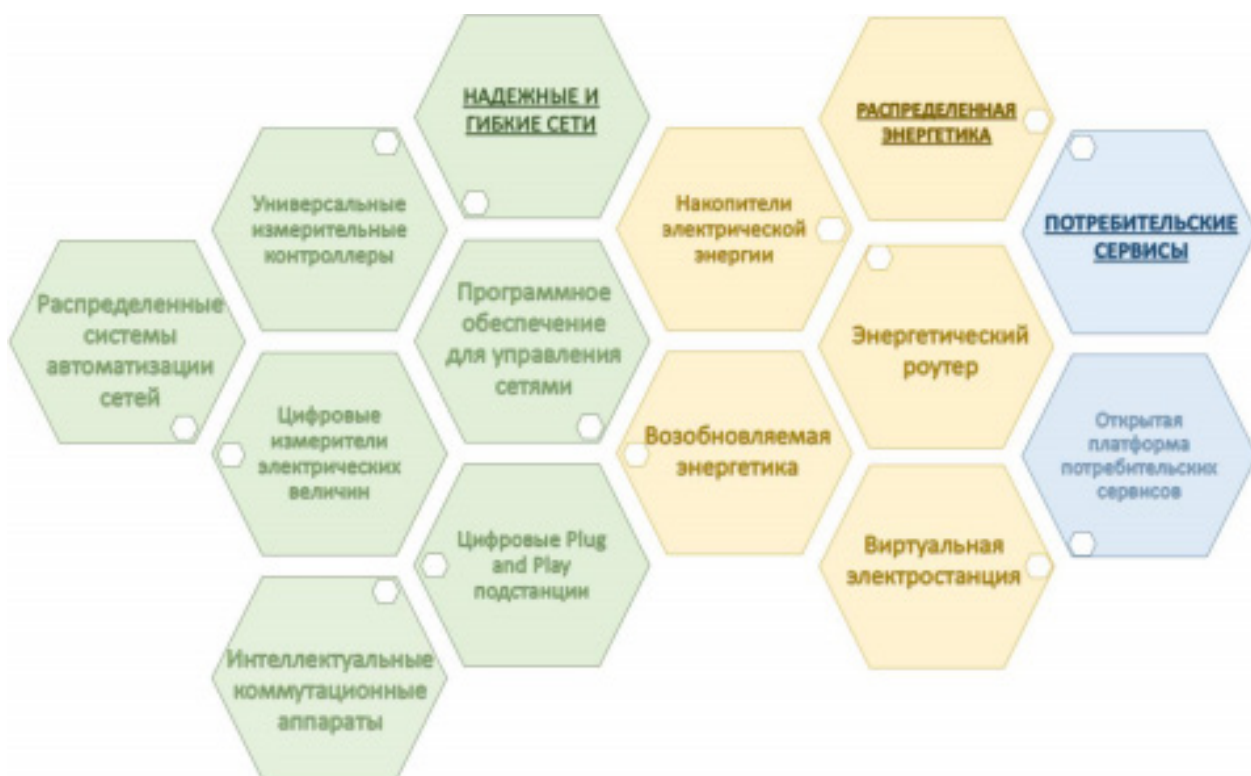 НАДЕЖНЫЕ И
ГИБКИЕ СЕТИ
РАСПРЕДЕЛЕННАЯ
ЭНЕРГЕТИКА
ПОТРЕБИТЕЛЬСКИЕ
СЕРВИСЫ
Универсальные
измерительные
контроллеры
Накопители
электрической
энергии
Распределенные
системы
автоматизации
сетей
Программное
обеспечение
для управления
сетями
Энергетический
роутер
Цифровые
измерители
электрических
величин
Возобновляемая
энергетика
Открытая
платформа
потребительских
сервисов
Цифровые Plug
and Play
подстанции
Виртуальная
электростанция
Интеллектуальные
коммутационные
аппараты